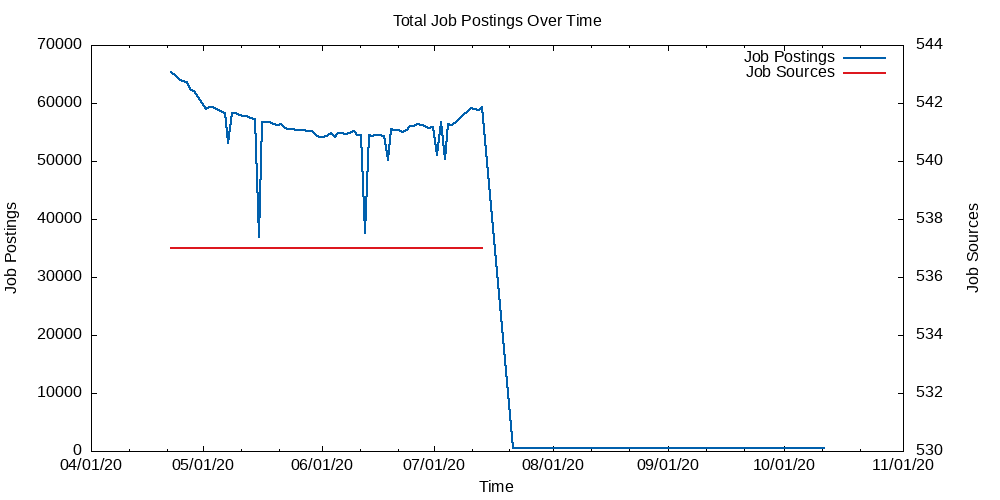 Total Job Postings Over Time
70000
60000
50000
40000
30000
20000
10000
0
544
542
540
538
536
534
532
530
Job Postings
Job Sources
Job Postings
Job Sources
04/01/20 05/01/20 06/01/20 07/01/20 08/01/20 09/01/20 10/01/20 11/01/20
Time